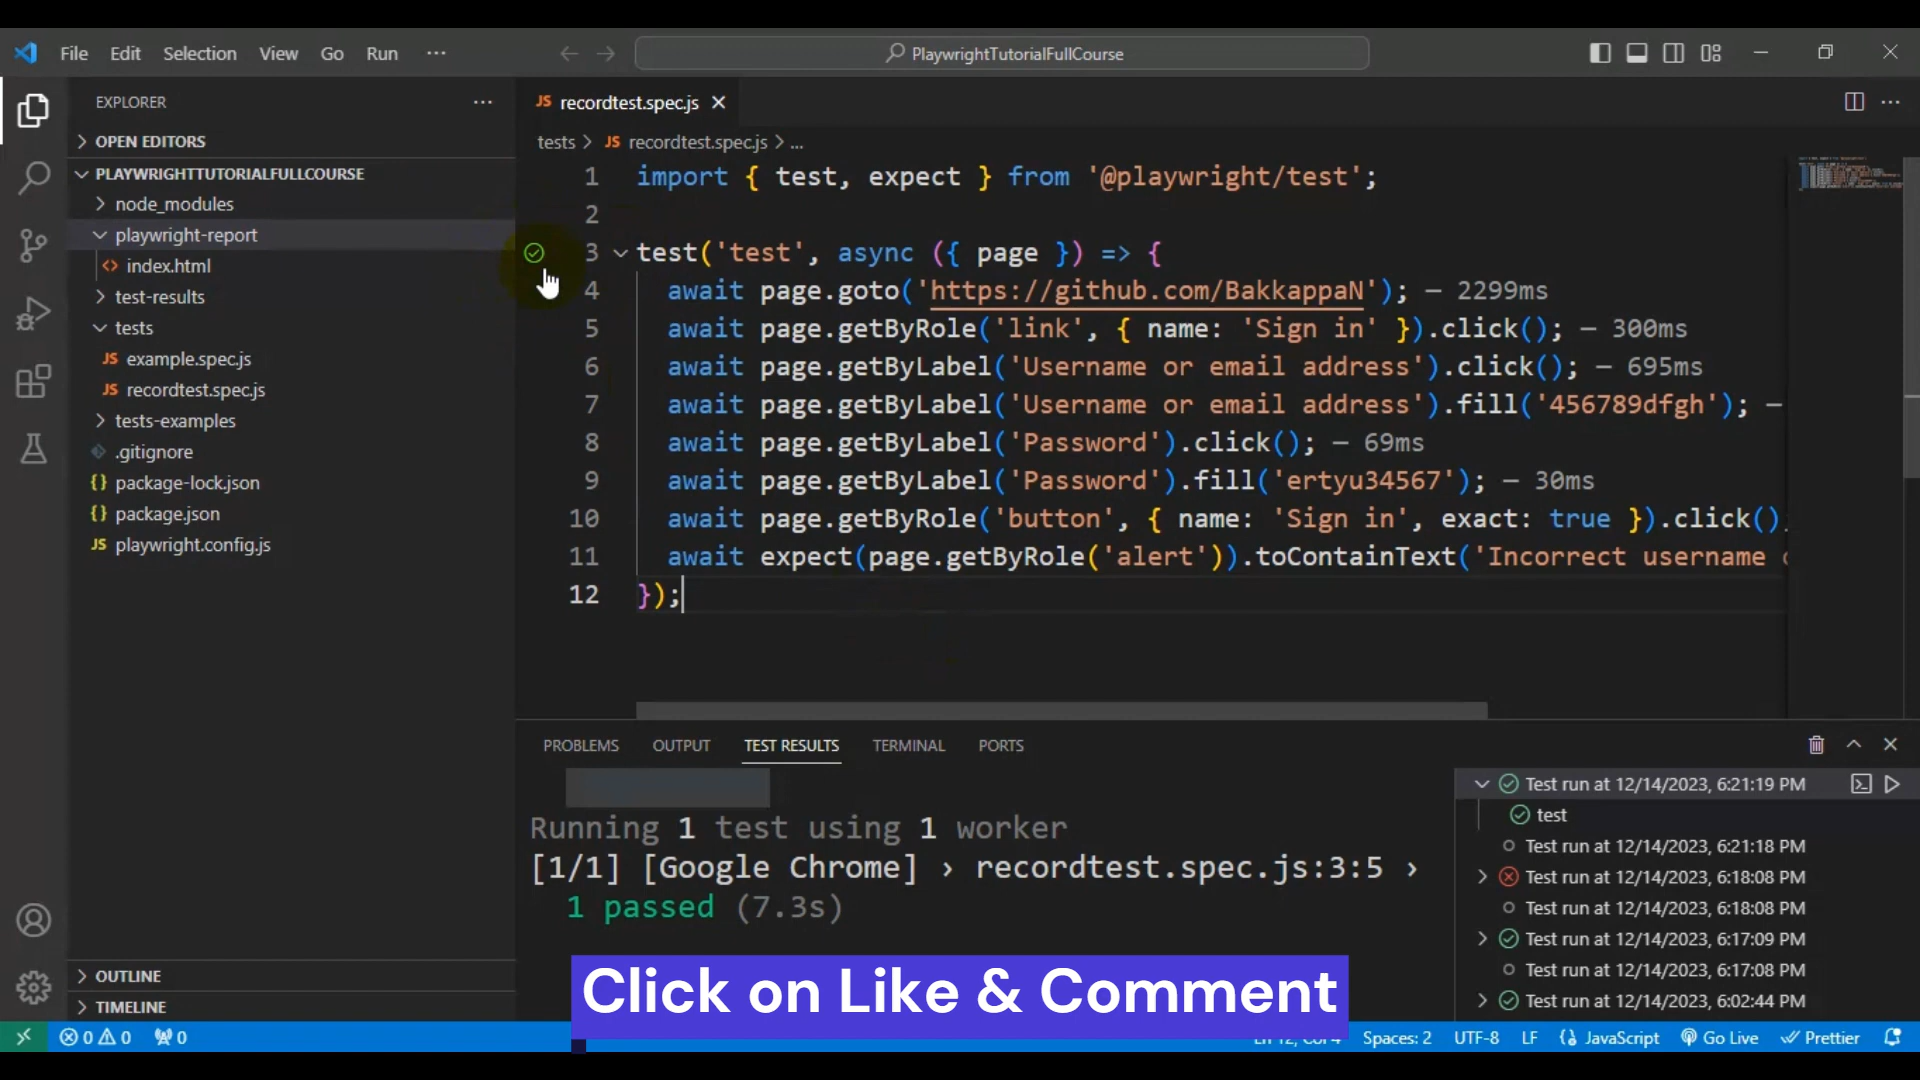 File Edit Selection View Go Run ...
PlaywrightTutorialFullCourse
EXPLORER
OPEN EDITORS
PLAYWRIGHTTUTORIALFULLCOURSE
node_modules
playwright-report
<> index.html
test-results
tests
JS example.spec.js
JS recordtest.spec.js
tests-examples
.gitignore
{} package-lock.json
{} package.json
JS playwright.config.js
OUTLINE
TIMELINE
JS recordtest.spec.js
tests > JS recordtest.spec.js > ...
1 import { test, expect } from '@playwright/test';
2
3 test('test', async ({ page }) => {
4 await page.goto('https://github.com/BakkappaN'); — 2299ms
5 await page.getByRole('link', { name: 'Sign in' }).click(); — 300ms
6 await page.getByLabel('Username or email address').click(); — 695ms
7 await page.getByLabel('Username or email address').fill('456789dfgh'); —
8 await page.getByLabel('Password').click(); — 69ms
9 await page.getByLabel('Password').fill('ertyu34567'); — 30ms
10 await page.getByRole('button', { name: 'Sign in', exact: true }).click()
11 await expect(page.getByRole('alert')).toContainText('Incorrect username
12 });
PROBLEMS OUTPUT TEST RESULTS TERMINAL PORTS
Running 1 test using 1 worker
[1/1] [Google Chrome] › recordtest.spec.js:3:5 ›
1 passed (7.3s)
Test run at 12/14/2023, 6:21:19 PM
test
Test run at 12/14/2023, 6:21:18 PM
Test run at 12/14/2023, 6:18:08 PM
Test run at 12/14/2023, 6:18:08 PM
Test run at 12/14/2023, 6:17:09 PM
Test run at 12/14/2023, 6:17:08 PM
Test run at 12/14/2023, 6:02:44 PM
Click on Like & Comment
0 0 0
Spaces: 2 UTF-8 LF {} JavaScript Go Live Prettier